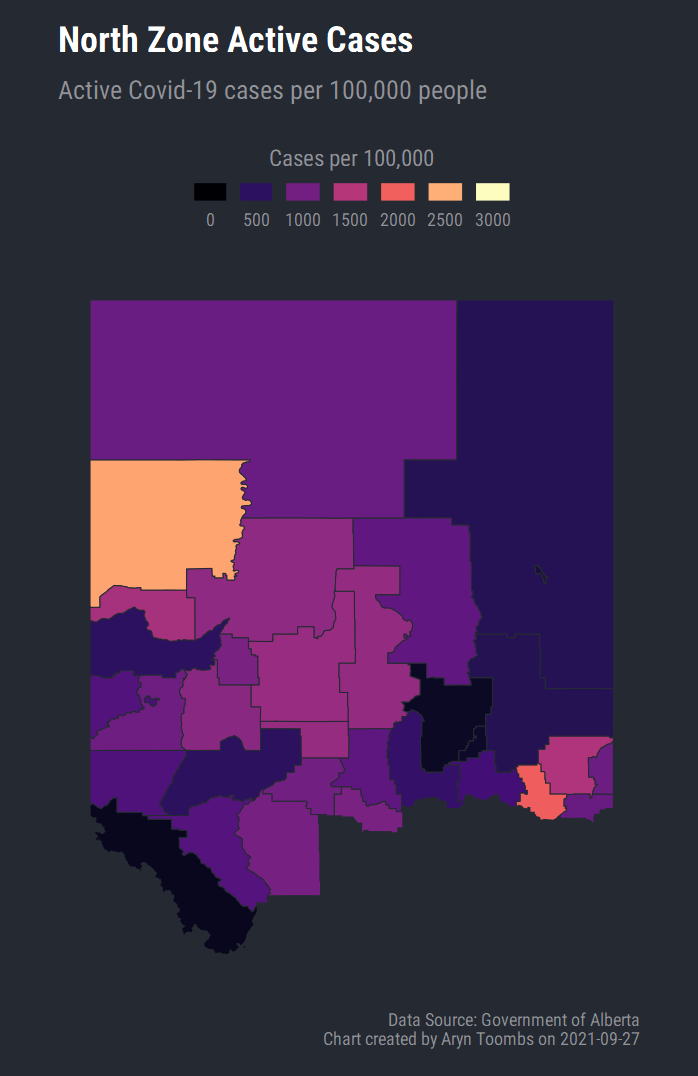 North Zone Active Cases
Active Covid-19 cases per 100,000 people
Cases per 100,000
0 500 1000 1500 2000 2500 3000
Data Source: Government of Alberta
Chart created by Aryn Toombs on 2021-09-27